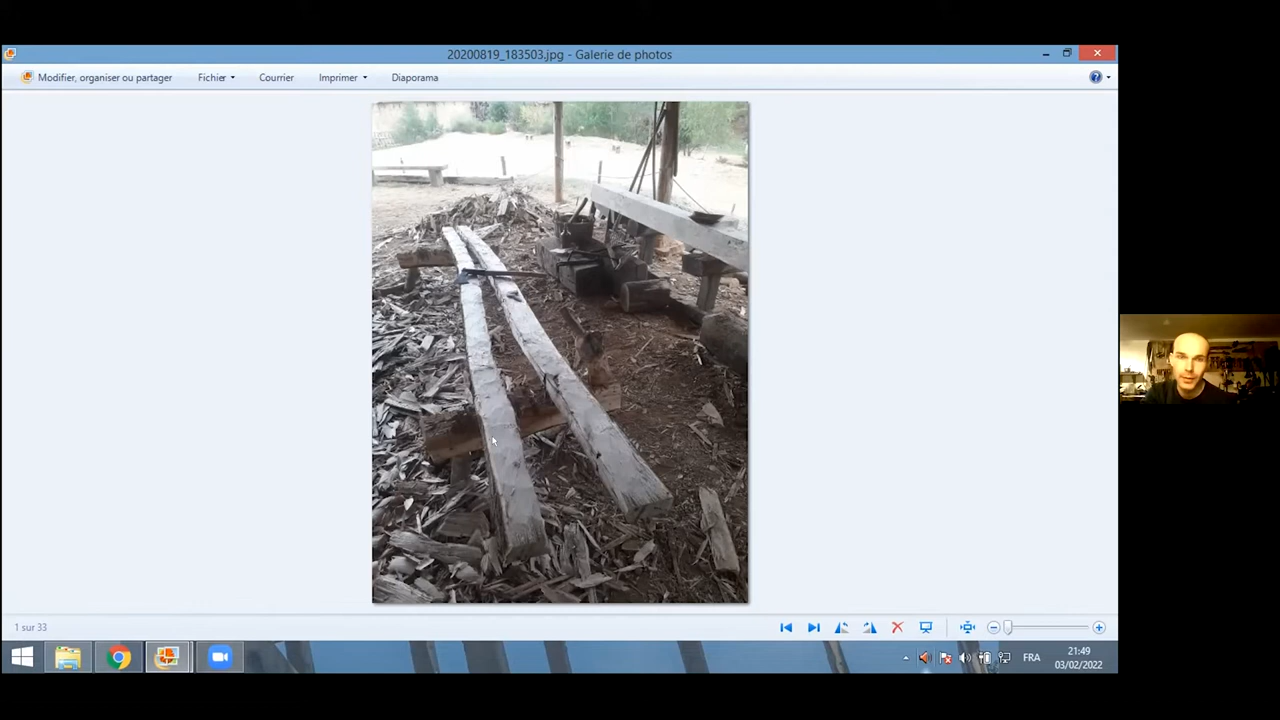 20200819_183503.jpg - Galerie de photos
Modifier, organiser ou partager Fichier Courrier Imprimer Diaporama
1 sur 33
FR
21:49
03/02/2022